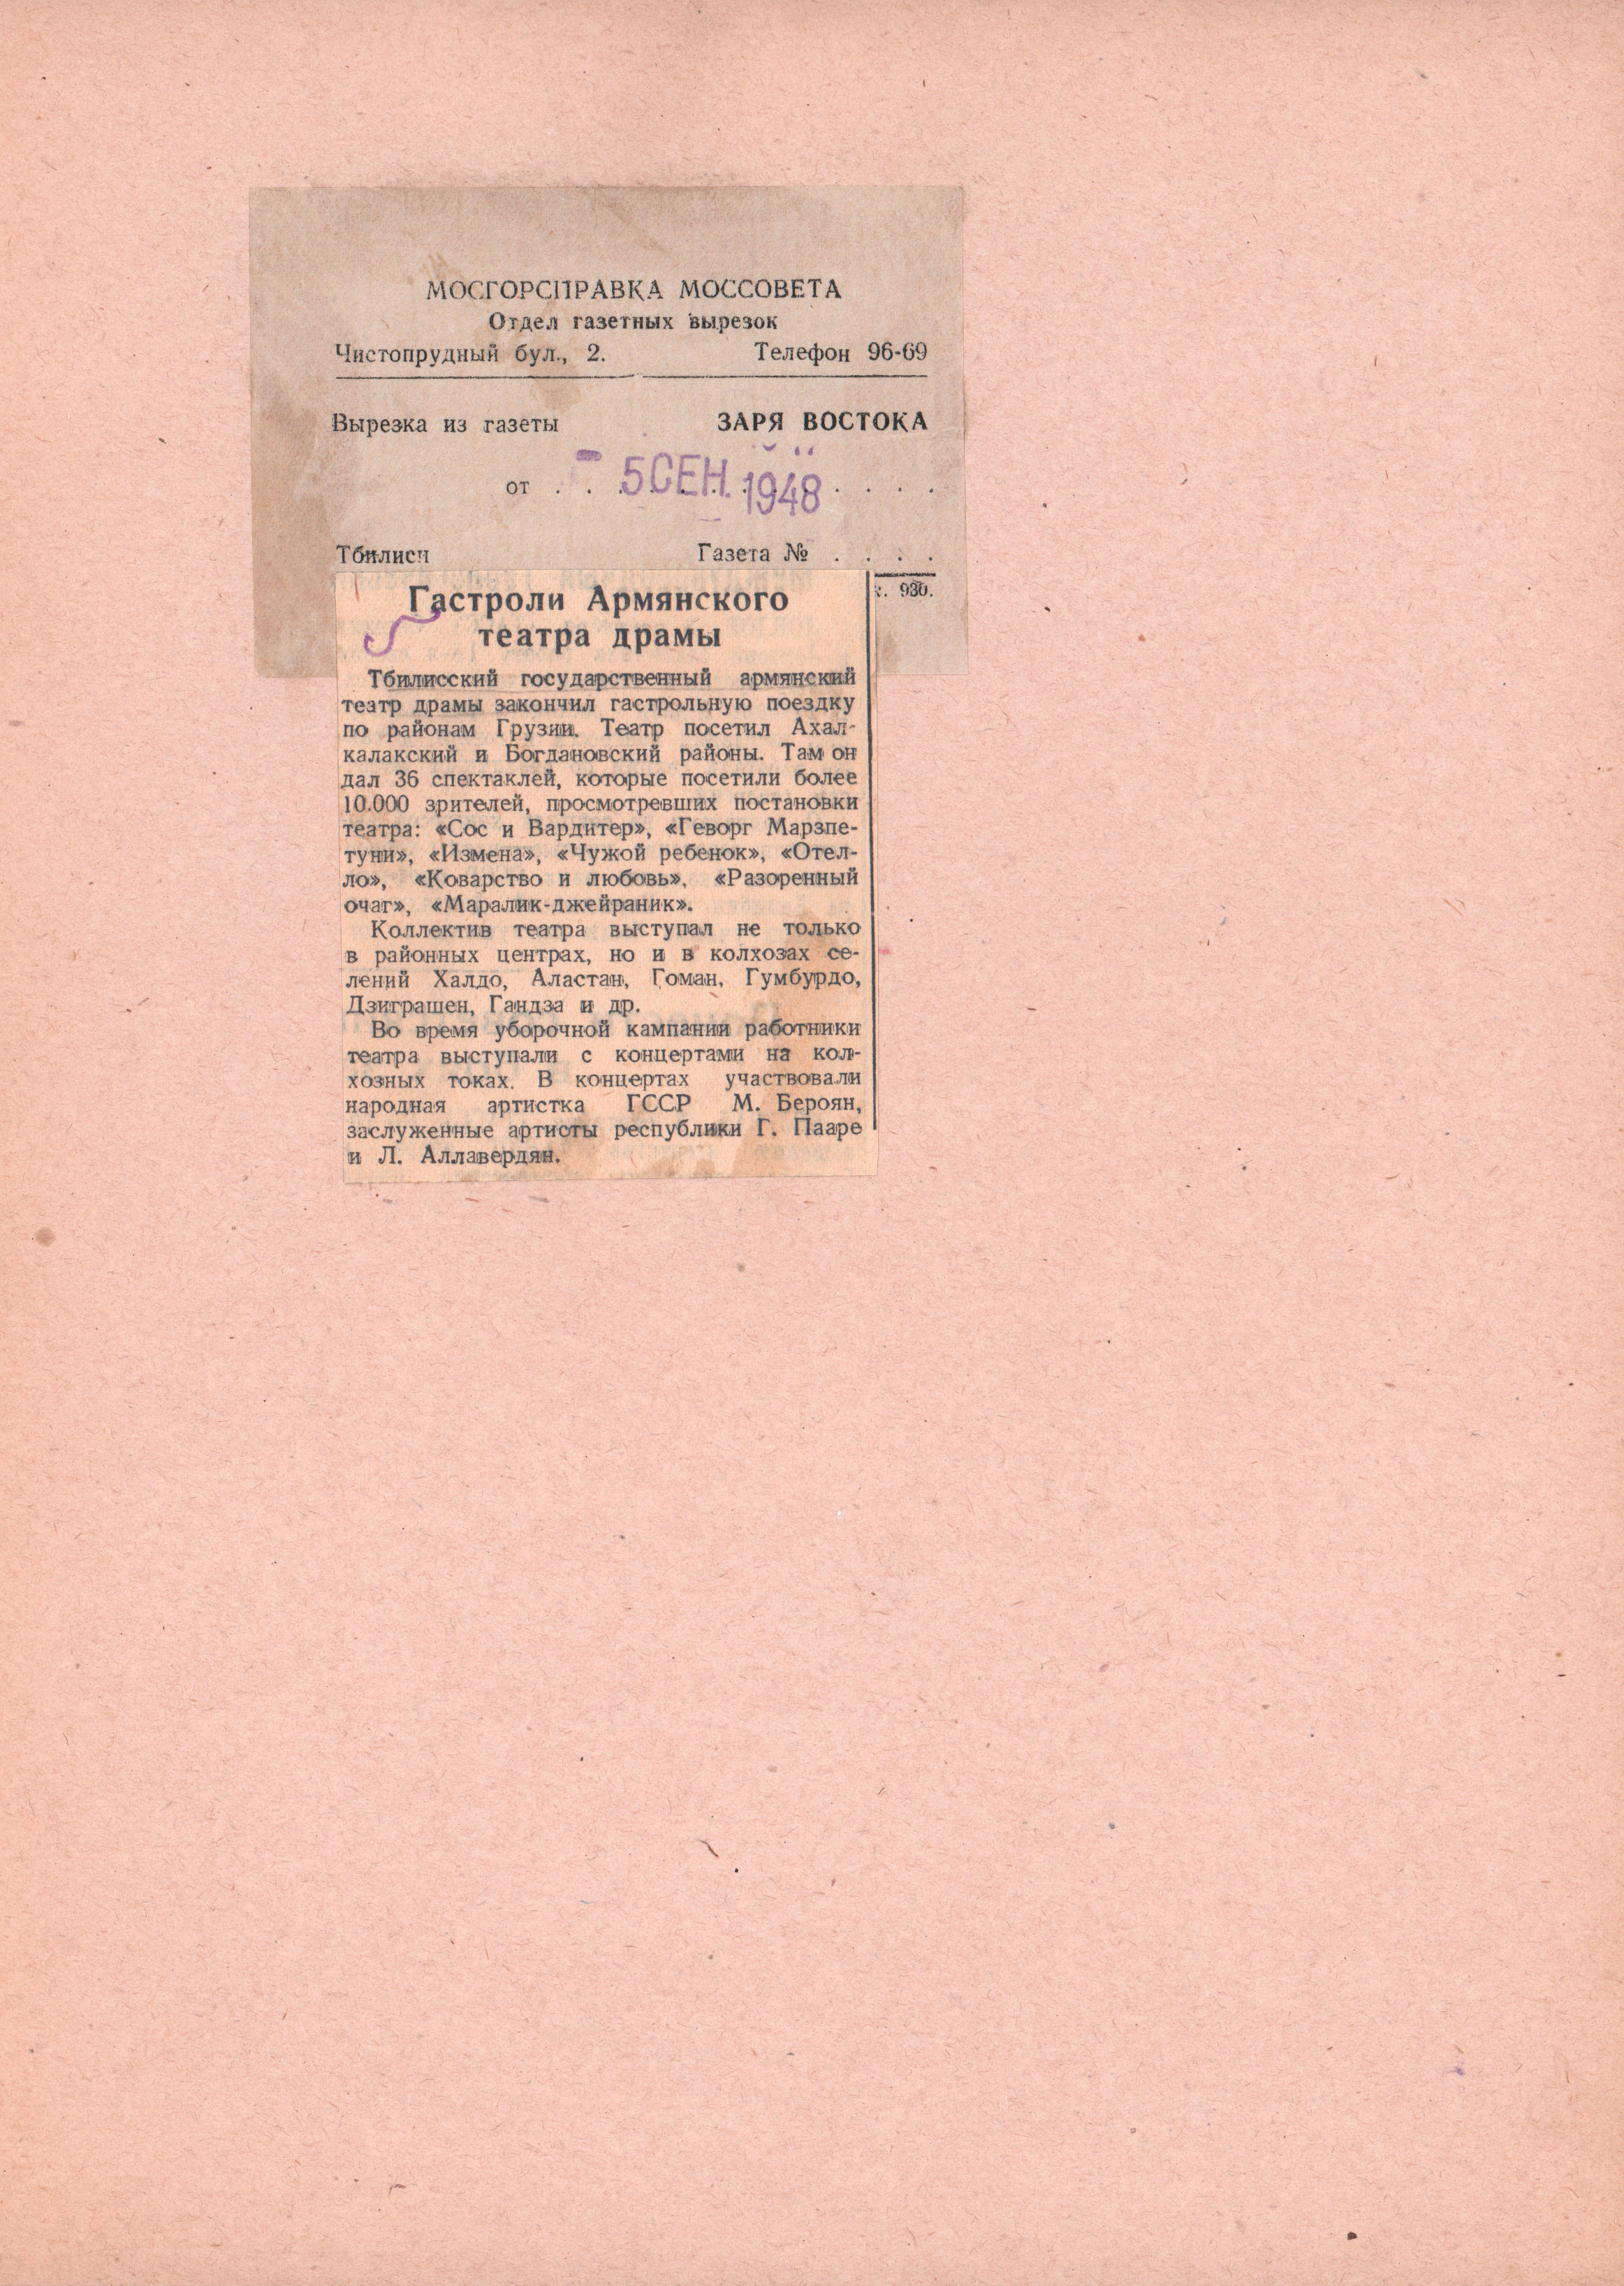 МОСГОРСПРАВКА МОССОВЕТА
Отдел газетных вырезок
Чистопрудный бул., 2. Телефон 96-69
Вырезка из газеты ЗАРЯ ВОСТОКА
от . . 5 СЕН. 1948 . . . .
Тбилиси Газета № . . . .
. 930.
Гастроли Армянского
театра драмы
Тбилисский государственный армянский
театр драмы закончил гастрольную поездку
по районам Грузии. Театр посетил Ахал-
калакский и Богдановский районы. Там он
дал 36 спектаклей, которые посетили более
10.000 зрителей, просмотревших постановки
театра: «Сос и Вардитер», «Геворг Марзпе-
туни», «Измена», «Чужой ребенок», «Отел-
ло», «Коварство и любовь», «Разоренный
очаг», «Маралик-джейраник».
Коллектив театра выступал не только
в районных центрах, но и в колхозах се-
лений Халдо, Аластан, Гоман, Гумбурдо,
Дзиграшен, Гандза и др.
Во время уборочной кампании работники
театра выступали с концертами на кол-
хозных токах. В концертах участвовали
народная артистка ГССР М. Бероян,
заслуженные артисты республики Г. Пааре
и Л. Аллавердян.